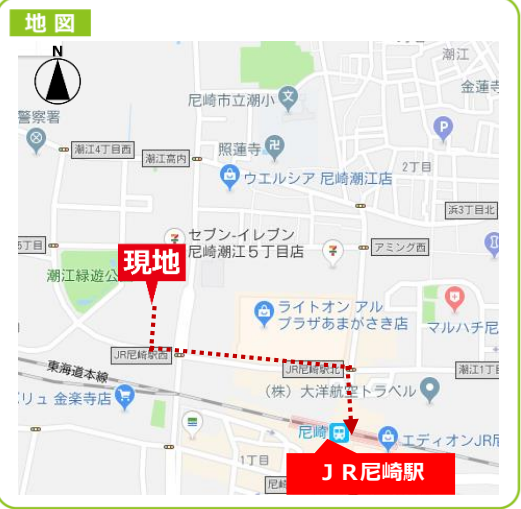 地図
N
潮江
金蓮寺
尼崎市立潮小
警察署
照蓮寺
潮江4丁目西
潮江高内
2丁目
ウエルシア 尼崎潮江店
浜3丁目北
セブン-イレブン
尼崎潮江5丁目店
5丁目
アミング西
現地
潮江緑遊公
ライトオン アル
プラザあまがさき店
マルハチ尼
JR尼崎駅西
JR尼崎駅北
潮江1丁目
東海道本線
(株) 大洋航空トラベル
バリュ 金楽寺店
尼崎
エディオンJR尼
1丁目
JR尼崎駅
尼崎